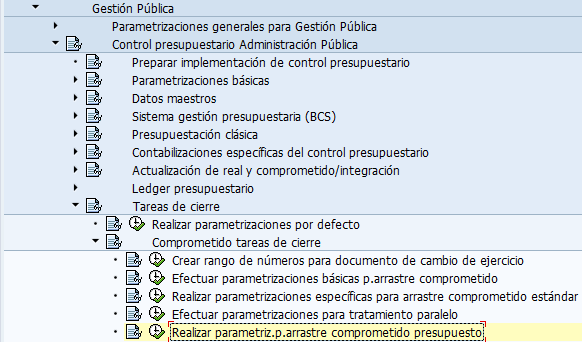 Gestión Pública
Parametrizaciones generales para Gestión Pública
Control presupuestario Administración Pública
Preparar implementación de control presupuestario
Parametrizaciones básicas
Datos maestros
Sistema gestión presupuestaria (BCS)
Presupuestación clásica
Contabilizaciones específicas del control presupuestario
Actualización de real y comprometido/integración
Ledger presupuestario
Tareas de cierre
Realizar parametrizaciones por defecto
Comprometido tareas de cierre
Crear rango de números para documento de cambio de ejercicio
Efectuar parametrizaciones básicas p.arrastre comprometido
Realizar parametrizaciones específicas para arrastre comprometido estándar
Efectuar parametrizaciones para tratamiento paralelo
Realizar parametriz.p.arrastre comprometido presupuesto